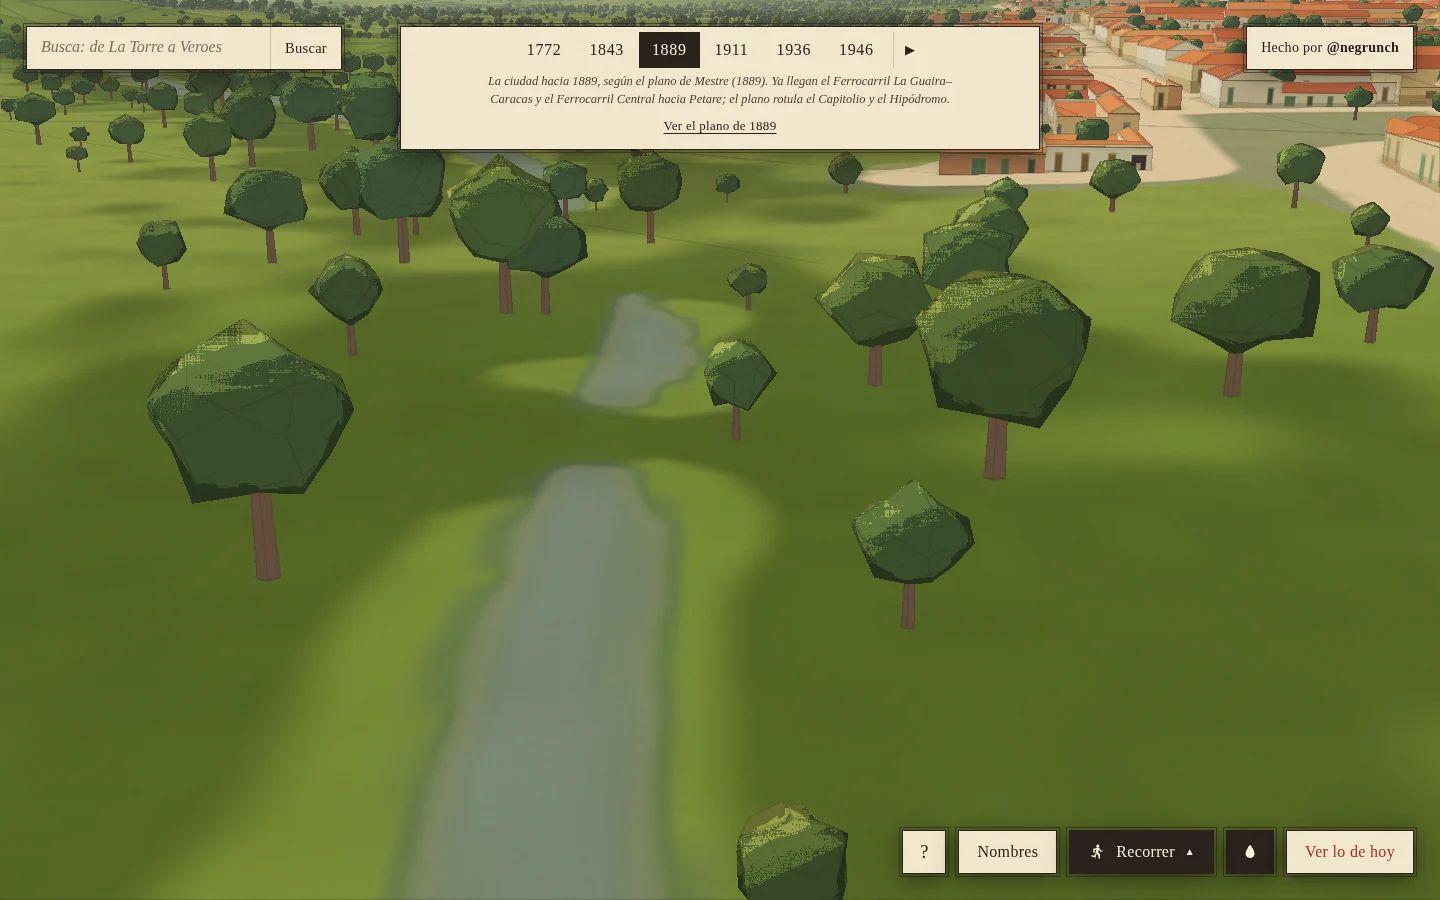 Busca: de La Torre a Veroes
Buscar
1772 1843 1889 1911 1936 1946
La ciudad hacia 1889, según el plano de Mestre (1889). Ya llegan el Ferrocarril La Guaira–
Caracas y el Ferrocarril Central hacia Petare; el plano rotula el Capitolio y el Hipódromo.
Ver el plano de 1889
Hecho por @negrunch
?
Nombres
Recorrer
Ver lo de hoy